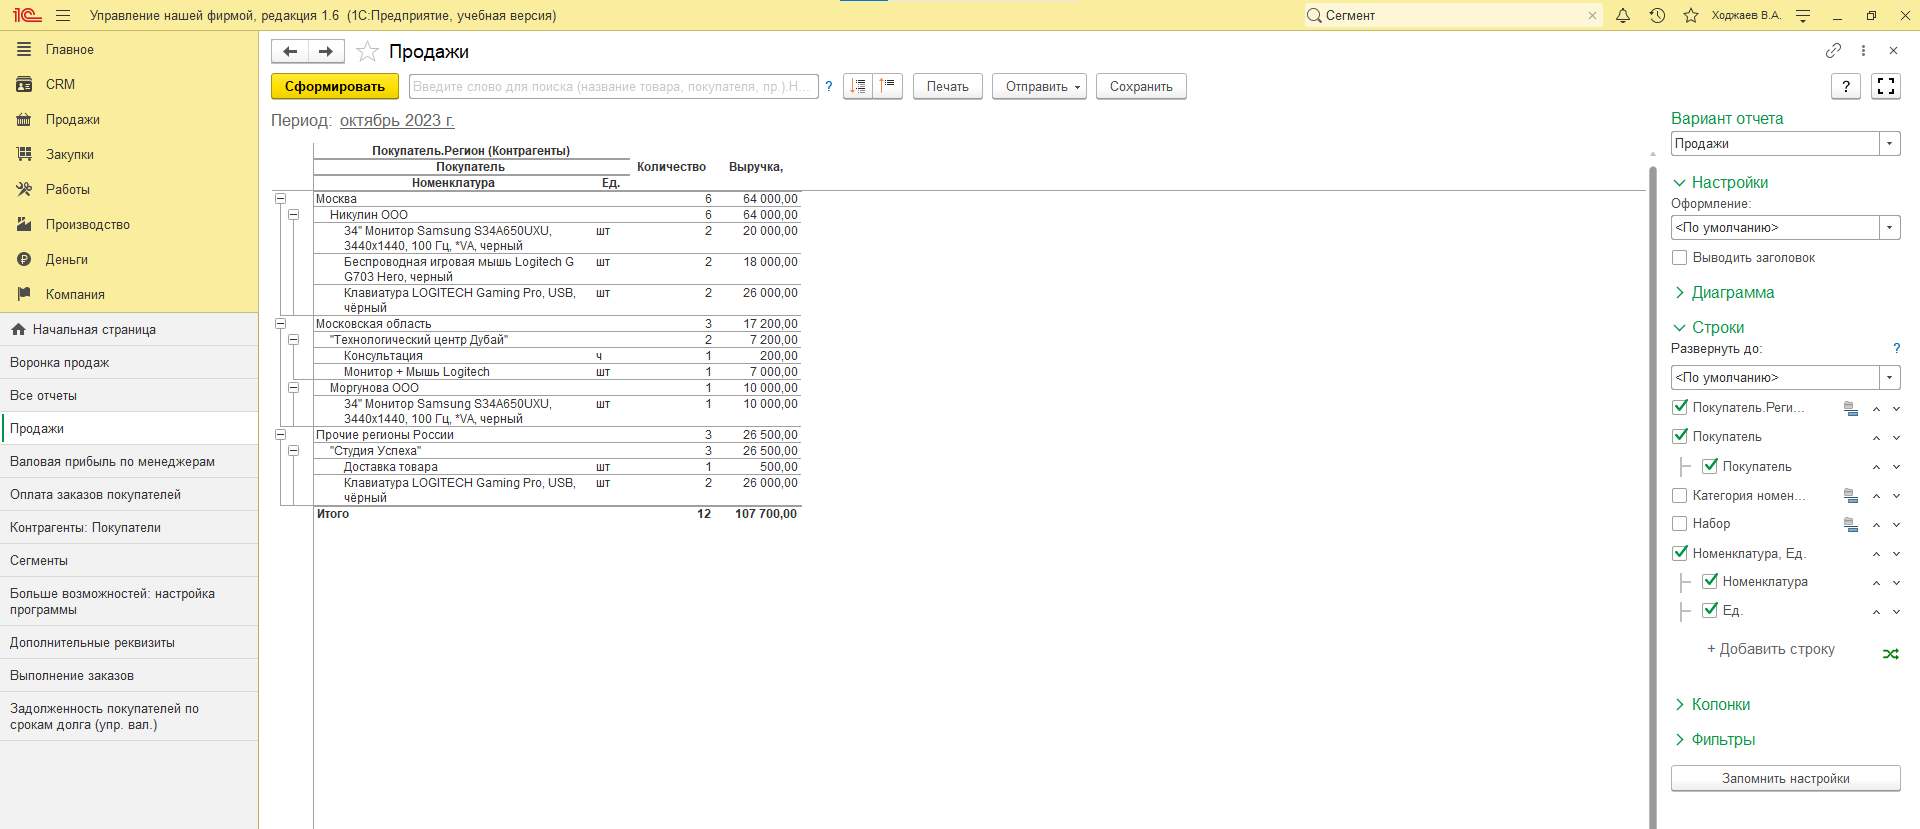 Управление нашей фирмой, редакция 1.6 (1С:Предприятие, учебная версия)
Сегмент
Ходжаев В.А.
Главное
CRM
Продажи
Закупки
Работы
Производство
Деньги
Компания
Начальная страница
Воронка продаж
Все отчеты
Продажи
Валовая прибыль по менеджерам
Оплата заказов покупателей
Контрагенты: Покупатели
Сегменты
Больше возможностей: настройка
программы
Дополнительные реквизиты
Выполнение заказов
Задолженность покупателей по
срокам долга (упр. вал.)
Продажи
Сформировать
Введите слово для поиска (название товара, покупателя, пр.).Н...
?
Печать
Отправить
Сохранить
?
Период: октябрь 2023 г.
Покупатель.Регион (Контрагенты)
Покупатель Количество Выручка,
Номенклатура Ед.
Москва 6 64 000,00
Никулин ООО 6 64 000,00
34" Монитор Samsung S34A650UXU, шт 2 20 000,00
3440x1440, 100 Гц, *VA, черный
Беспроводная игровая мышь Logitech G шт 2 18 000,00
G703 Hero, черный
Клавиатура LOGITECH Gaming Pro, USB, шт 2 26 000,00
чёрный
Московская область 3 17 200,00
"Технологический центр Дубай" 2 7 200,00
Консультация ч 1 200,00
Монитор + Мышь Logitech шт 1 7 000,00
Моргунова ООО 1 10 000,00
34" Монитор Samsung S34A650UXU, шт 1 10 000,00
3440x1440, 100 Гц, *VA, черный
Прочие регионы России 3 26 500,00
"Студия Успеха" 3 26 500,00
Доставка товара шт 1 500,00
Клавиатура LOGITECH Gaming Pro, USB, шт 2 26 000,00
чёрный
Итого 12 107 700,00
Вариант отчета
Продажи
Настройки
Оформление:
<По умолчанию>
Выводить заголовок
Диаграмма
Строки
Развернуть до: ?
<По умолчанию>
Покупатель.Реги...
Покупатель
Покупатель
Категория номен...
Набор
Номенклатура, Ед.
Номенклатура
Ед.
+ Добавить строку
Колонки
Фильтры
Запомнить настройки